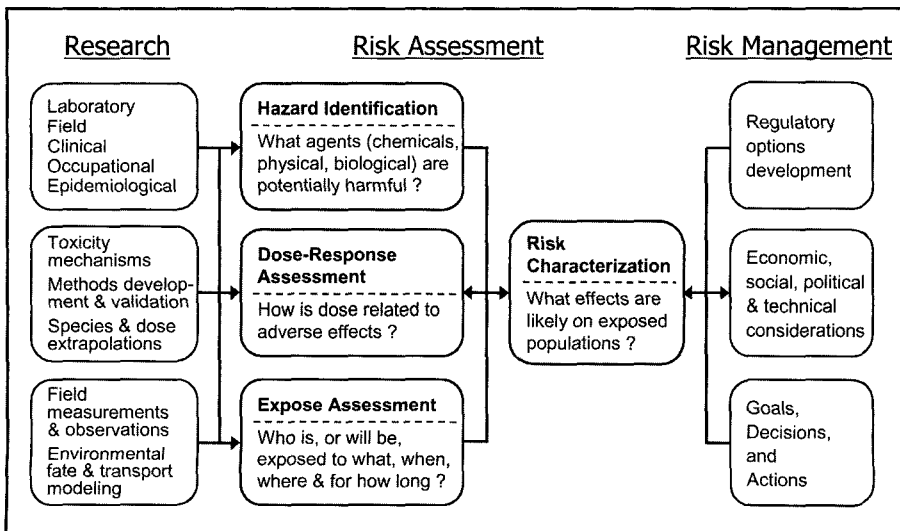 Research
Risk Assessment
Risk Management
Laboratory
Field
Clinical
Occupational
Epidemiological
Toxicity
mechanisms
Methods develop-
ment & validation
Species & dose
extrapolations
Field
measurements
& observations
Environmental
fate & transport
modeling
Hazard Identification
What agents (chemicals,
physical, biological) are
potentially harmful ?
Dose-Response
Assessment
How is dose related to
adverse effects ?
Expose Assessment
Who is, or will be,
exposed to what, when,
where & for how long ?
Risk
Characterization
What effects are
likely on exposed
populations ?
Regulatory
options
development
Economic,
social, political
& technical
considerations
Goals,
Decisions,
and
Actions